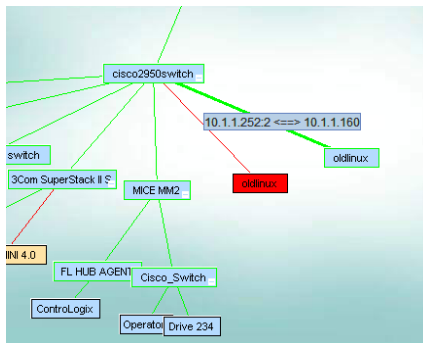 cisco2950switch
10.1.1.252:2 <==> 10.1.1.160
switch
oldlinux
3Com SuperStack II S
oldlinux
MICE MM2
INI 4.0
FL HUB AGENT
Cisco_Switch
ControLogix
Operator
Drive 234